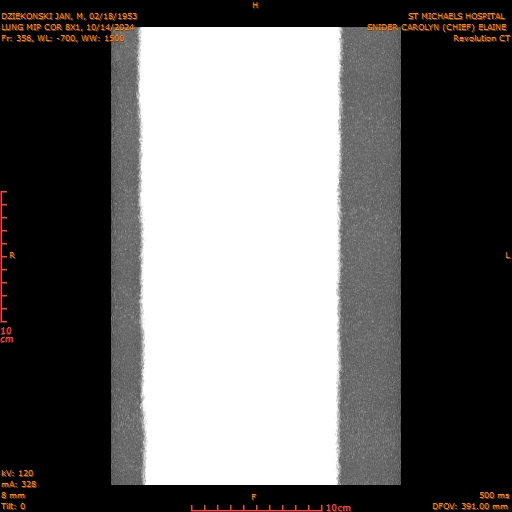 H
DZIEKONSKI JAN, M, 02/18/1953
ST MICHAELS HOSPITAL
LUNG MIP COR 8X1, 10/14/2024
SNIDER-CAROLYN (CHIEF) ELAINE
Fr: 356, WL: -700, WW: 1500
Revolution CT
R
L
10
cm
kV: 120
mA: 328
8 mm
F
500 ms
Tilt: 0
10cm
DFOV: 391.00 mm